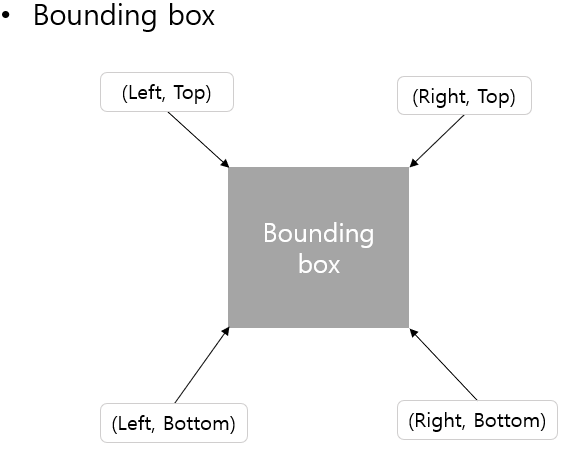 • Bounding box
(Left, Top)
(Right, Top)
Bounding
box
(Left, Bottom)
(Right, Bottom)